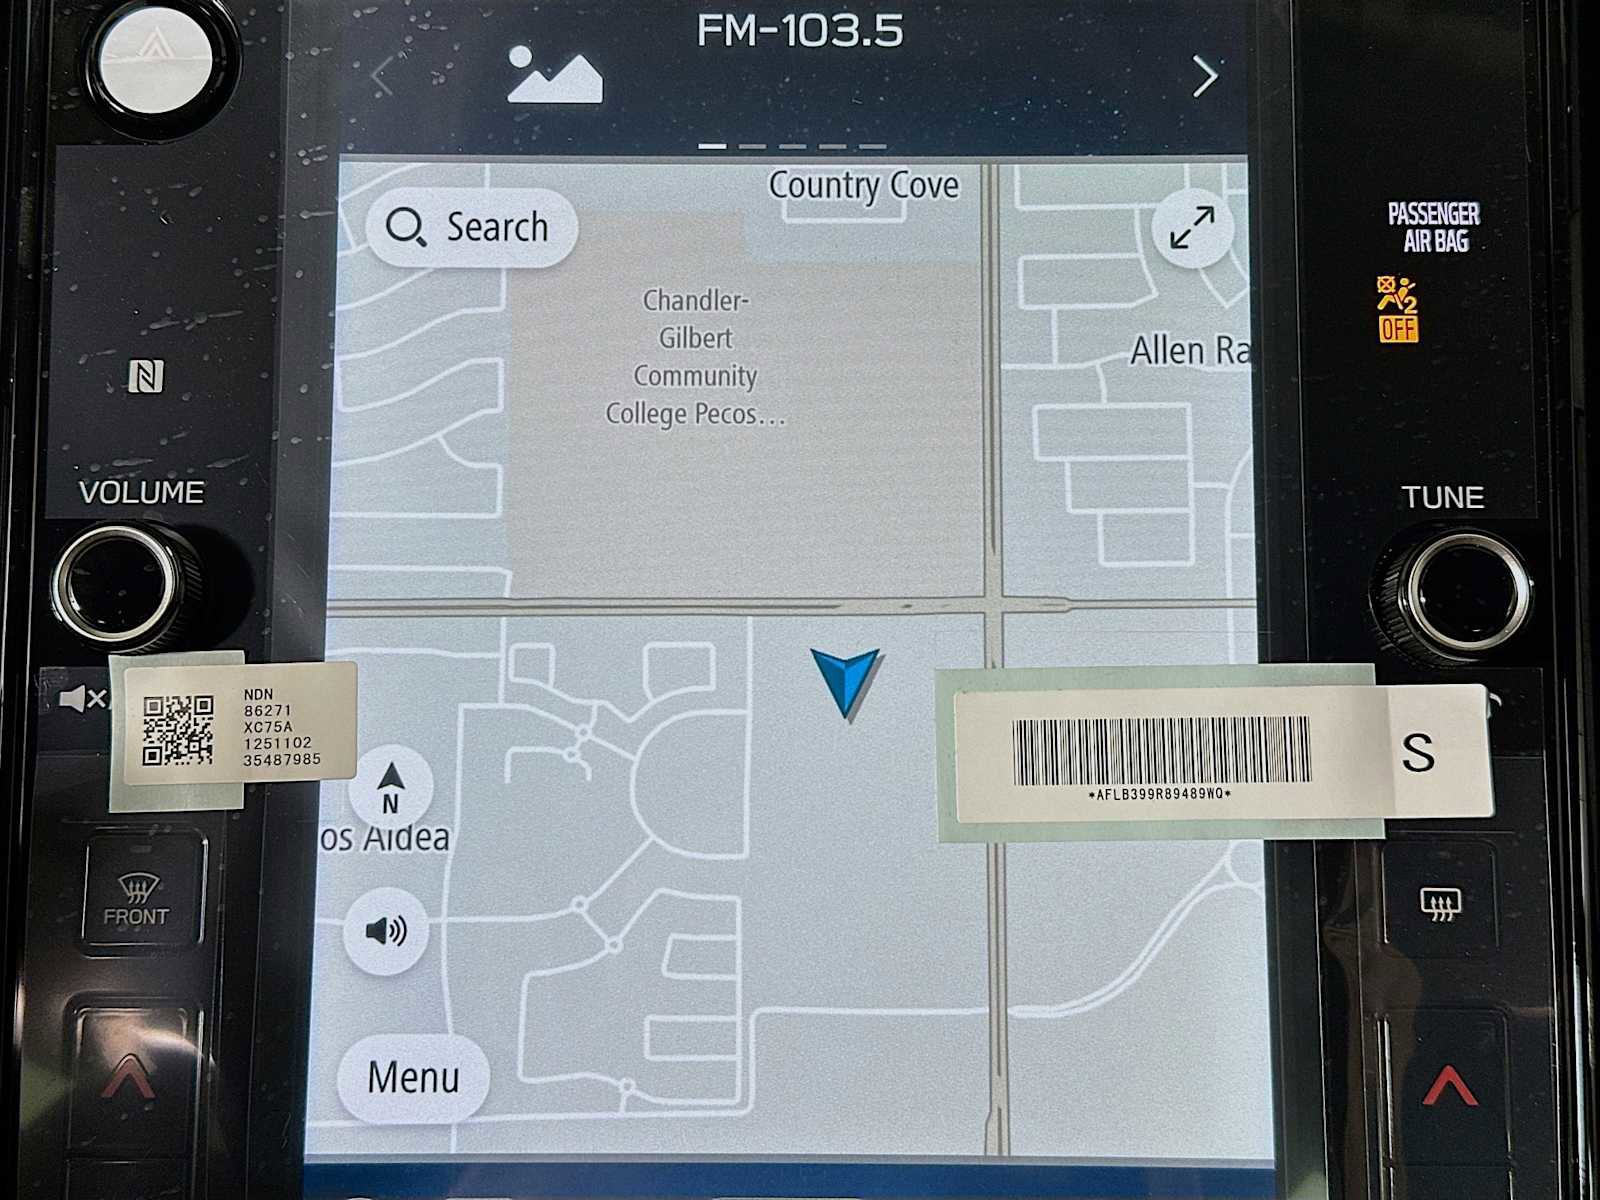 FM-103.5
Country Cove
Search
PASSENGER
AIR BAG
Chandler-
Gilbert
Community
College Pecos...
2
OFF
Allen Ra
N
VOLUME
TUNE
NDN
86271
XC75A
1251102
35487985
S
*AFLB399R89489WQ*
N
os Aldea
FRONT
Menu